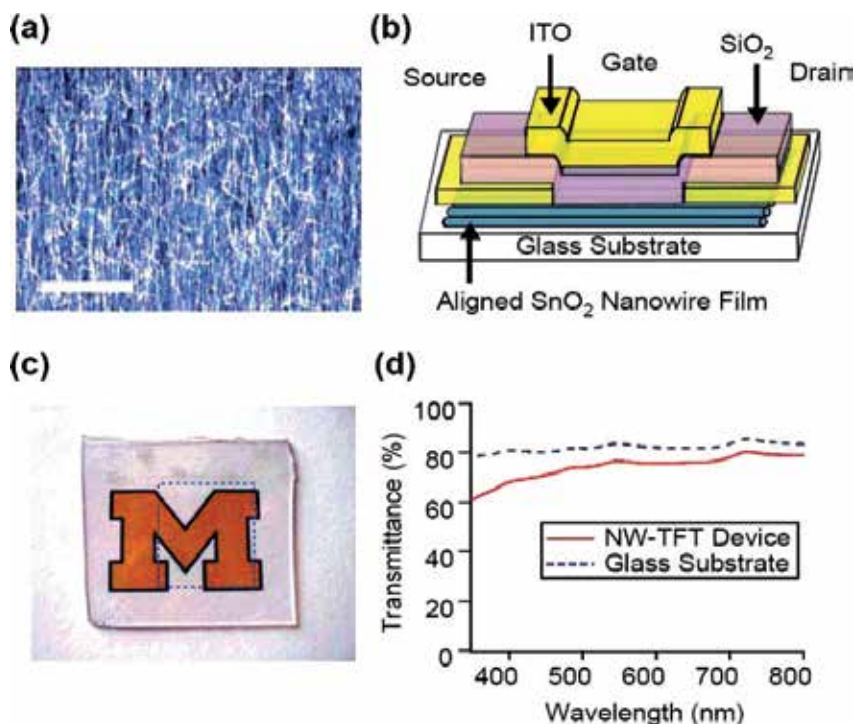 (a)
(b)
ITO
SiO₂
Source
Gate
Drain
Glass Substrate
Aligned SnO₂ Nanowire Film
(c)
(d)
M
100
80
60
40
20
0
Transmittance (%)
NW-TFT Device
Glass Substrate
400 500 600 700 800
Wavelength (nm)